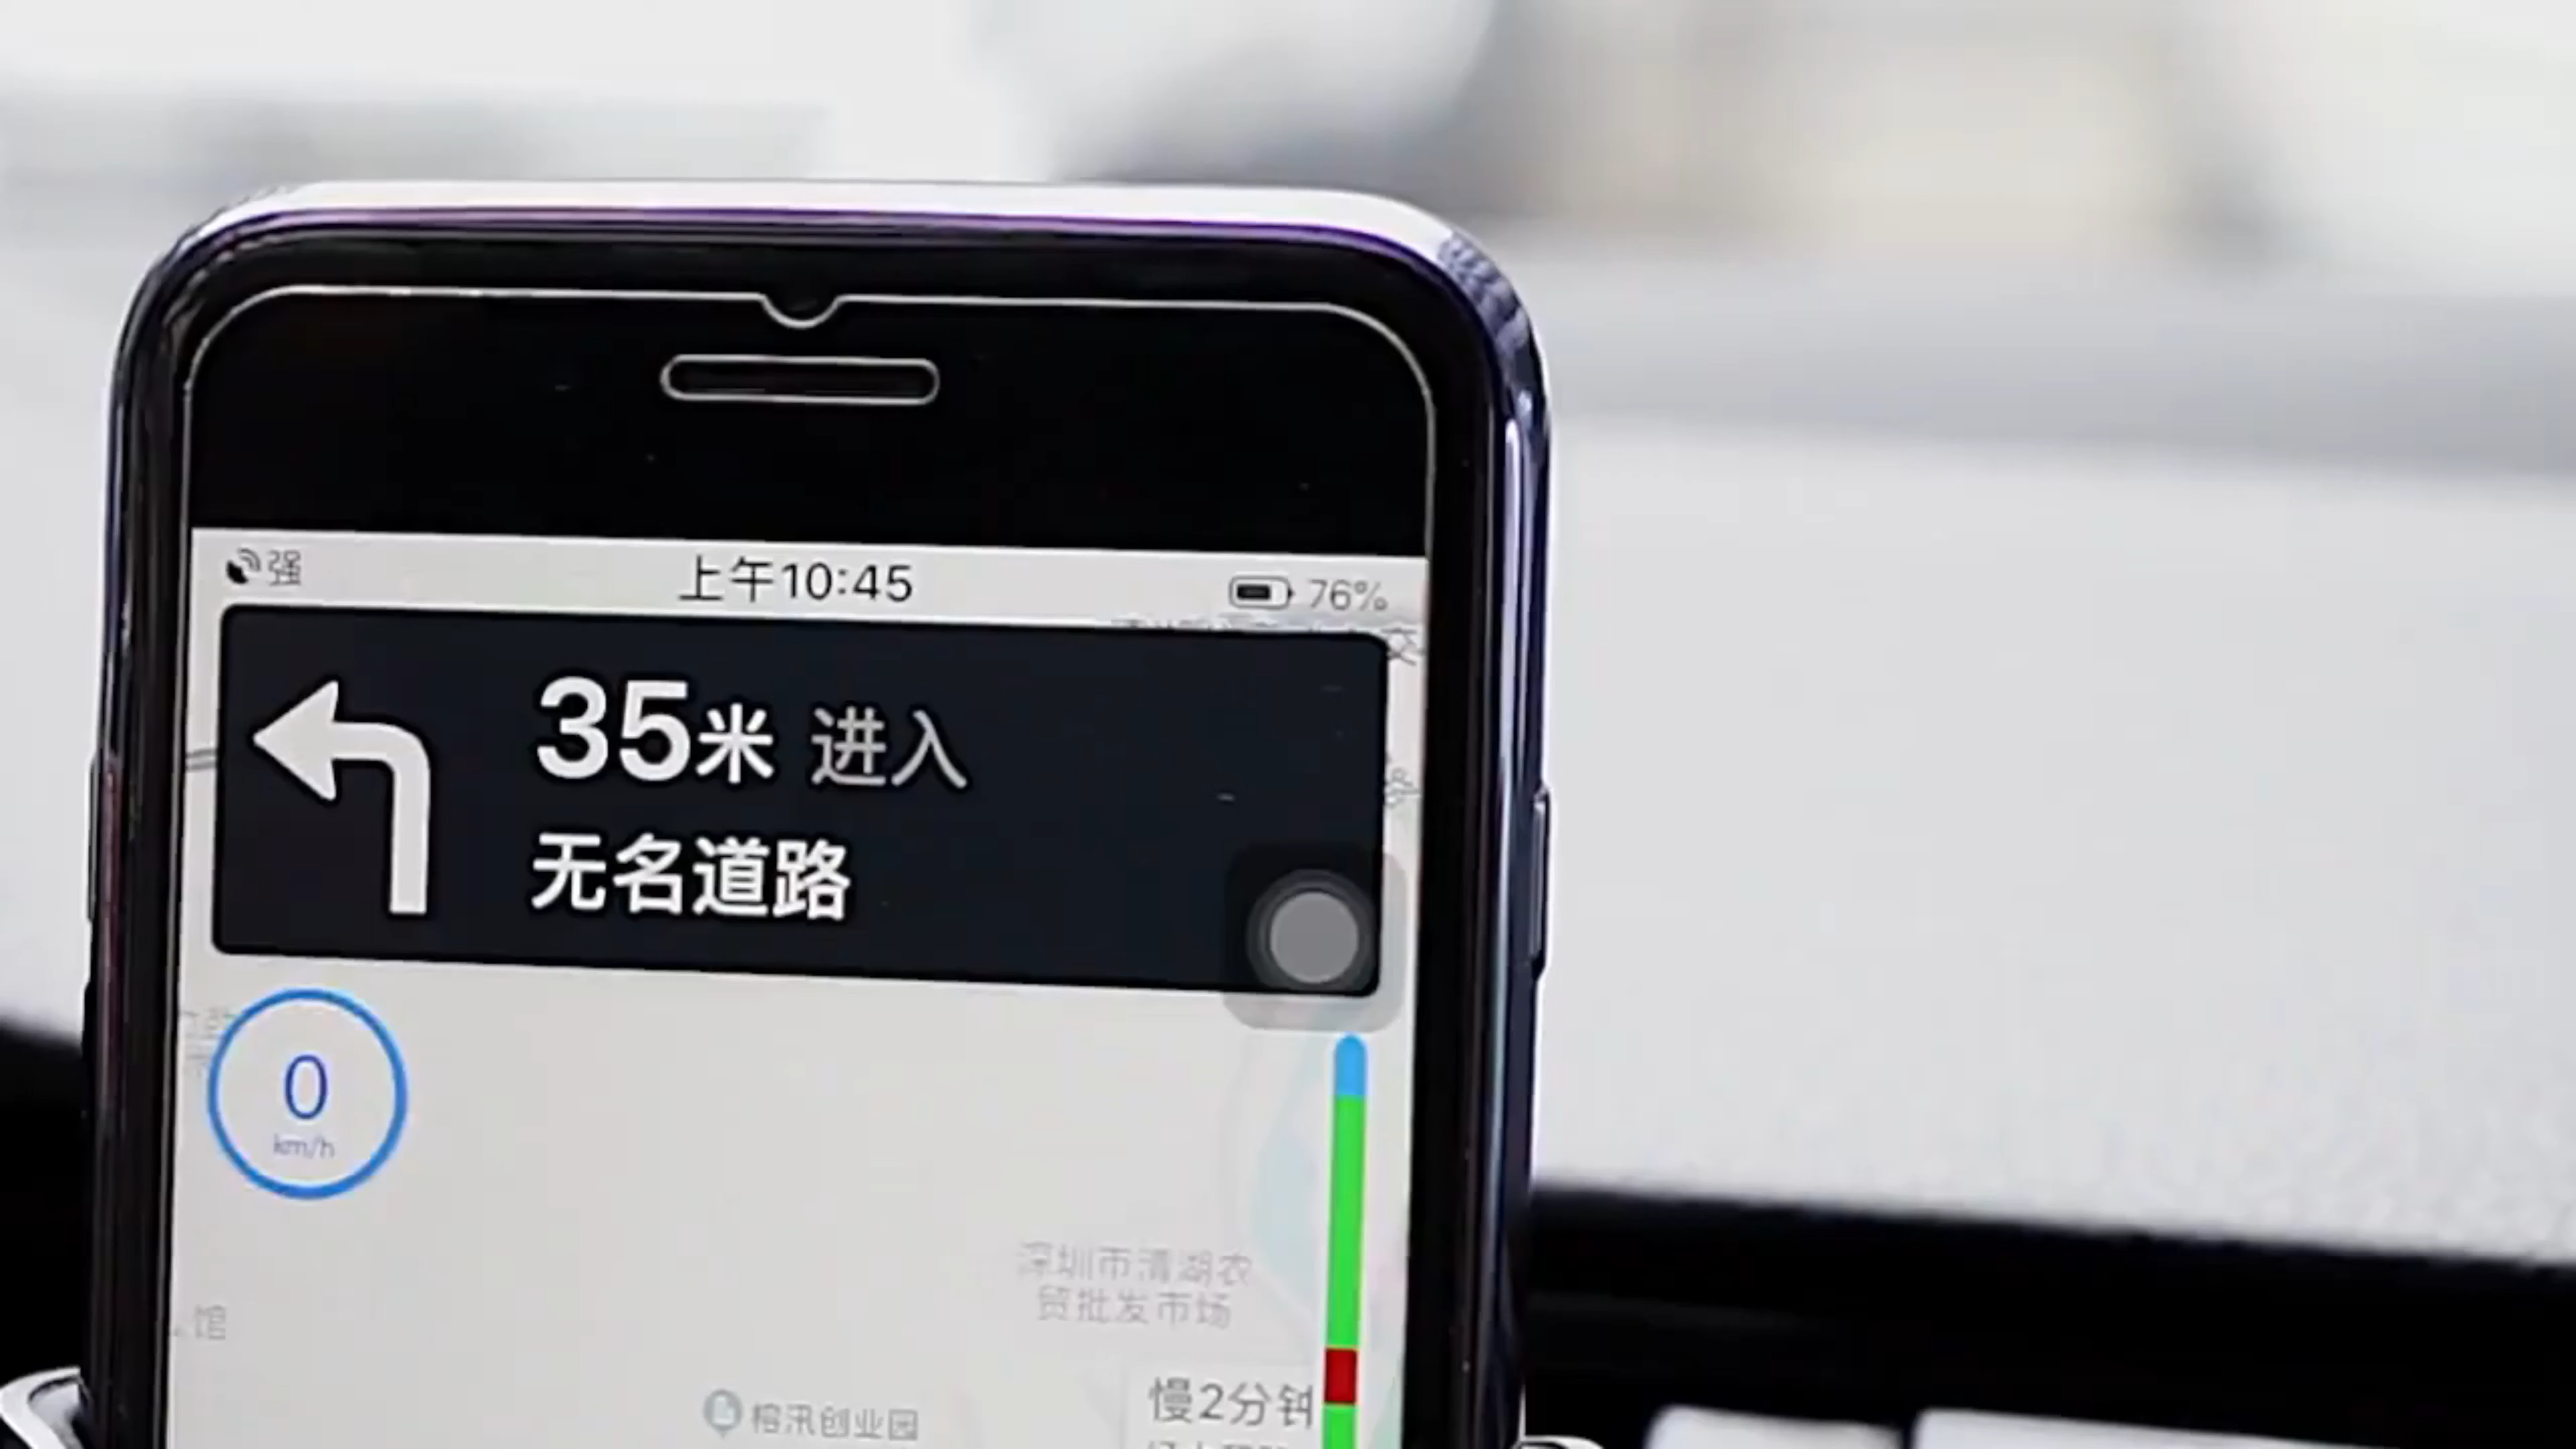 强
上午10:45
76%
35米 进入
无名道路
0
km/h
深圳市清湖农
贸批发市场
馆
慢2分钟
榕汛创业园